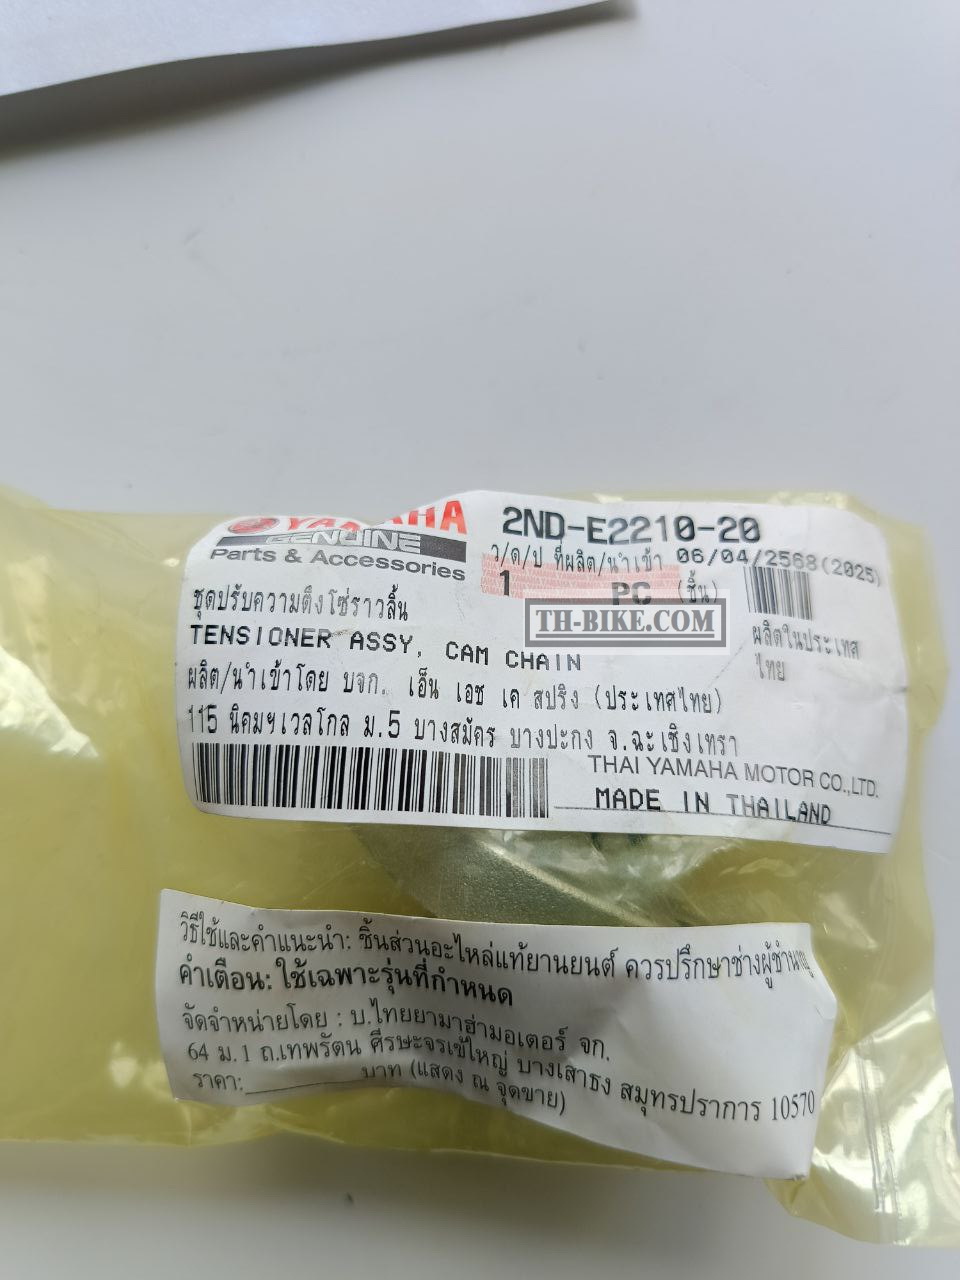 YAMAHA
GENUINE
Parts & Accessories
2ND-E2210-20
ว/ด/ป ที่ผลิต/นำเข้า 06/04/2568(2025)
1 PC (ชิ้น)
TH-BIKE.COM
ผลิตในประเทศ
ไทย
ชุดปรับความตึงโซ่ราวลิ้น
TENSIONER ASSY, CAM CHAIN
ผลิต/นำเข้าโดย บจก. เอ็น เอช เค สปริง (ประเทศไทย)
115 นิคมฯเวลโกล ม.5 บางสมัคร บางปะกง จ.ฉะเชิงเทรา
THAI YAMAHA MOTOR CO.,LTD.
MADE IN THAILAND
วิธีใช้และคำแนะนำ: ชิ้นส่วนอะไหล่แท้ยานยนต์ ควรปรึกษาช่างผู้ชำนาญ
คำเตือน: ใช้เฉพาะรุ่นที่กำหนด
จัดจำหน่ายโดย : บ.ไทยยามาฮ่ามอเตอร์ จก.
64 ม.1 ถ.เทพรัตน ศีรษะจรเข้ใหญ่ บางเสาธง สมุทรปราการ 10570
ราคา:__________ บาท (แสดง ณ จุดขาย)